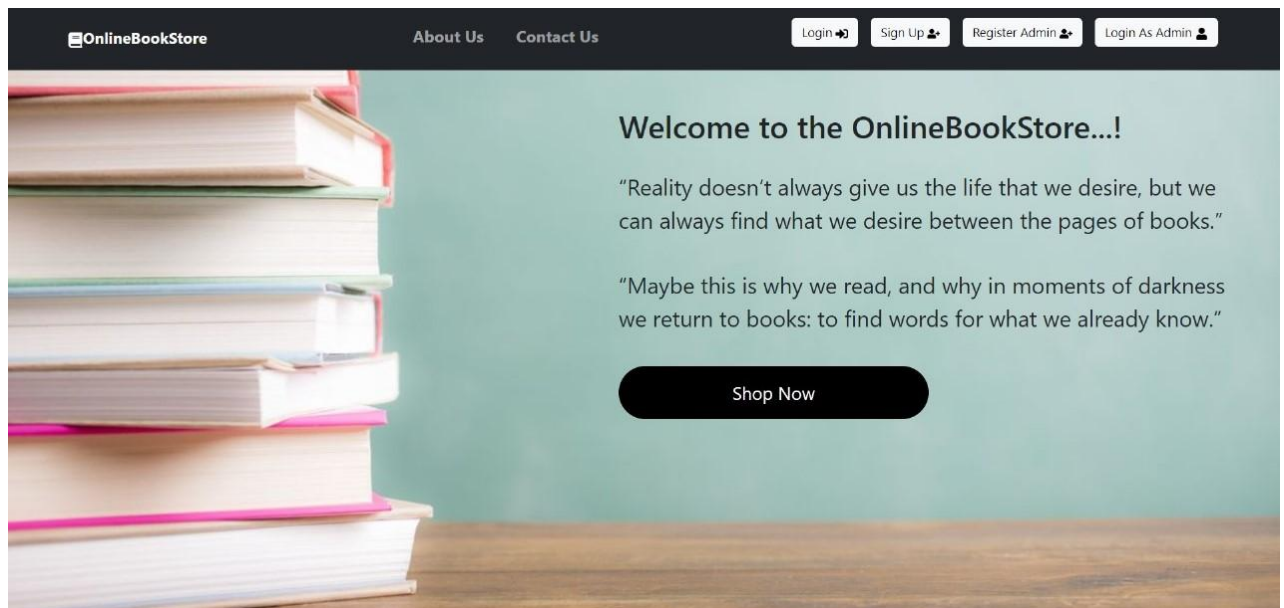 OnlineBookStore
About Us
Contact Us
Login
Sign Up
Register Admin
Login As Admin
Welcome to the OnlineBookStore...!
“Reality doesn't always give us the life that we desire, but we
can always find what we desire between the pages of books.”
“Maybe this is why we read, and why in moments of darkness
we return to books: to find words for what we already know.”
Shop Now